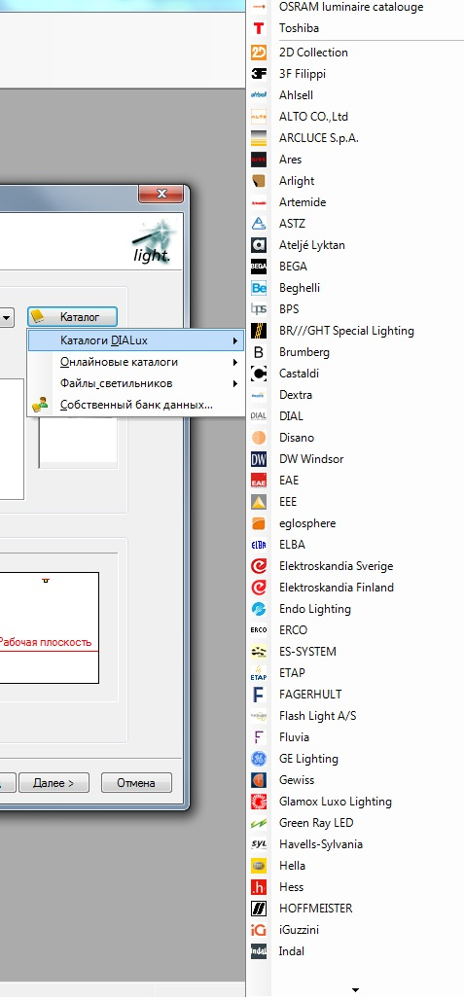 light.
Каталог
Каталоги DIALux
Онлайновые каталоги
Файлы светильников
Собственный банк данных...
Рабочая плоскость
Далее >
Отмена
OSRAM luminaire catalouge
Toshiba
2D Collection
3F Filippi
Ahlsell
ALTO CO.,Ltd
ARCLUCE S.p.A.
Ares
Arlight
Artemide
ASTZ
Ateljé Lyktan
BEGA
Beghelli
BPS
BR///GHT Special Lighting
Brumberg
Castaldi
Dextra
DIAL
Disano
DW Windsor
EAE
EEE
eglosphere
ELBA
Elektroskandia Sverige
Elektroskandia Finland
Endo Lighting
ERCO
ES-SYSTEM
ETAP
FAGERHULT
Flash Light A/S
Fluvia
GE Lighting
Gewiss
Glamox Luxo Lighting
Green Ray LED
Havells-Sylvania
Hella
Hess
HOFFMEISTER
iGuzzini
Indal